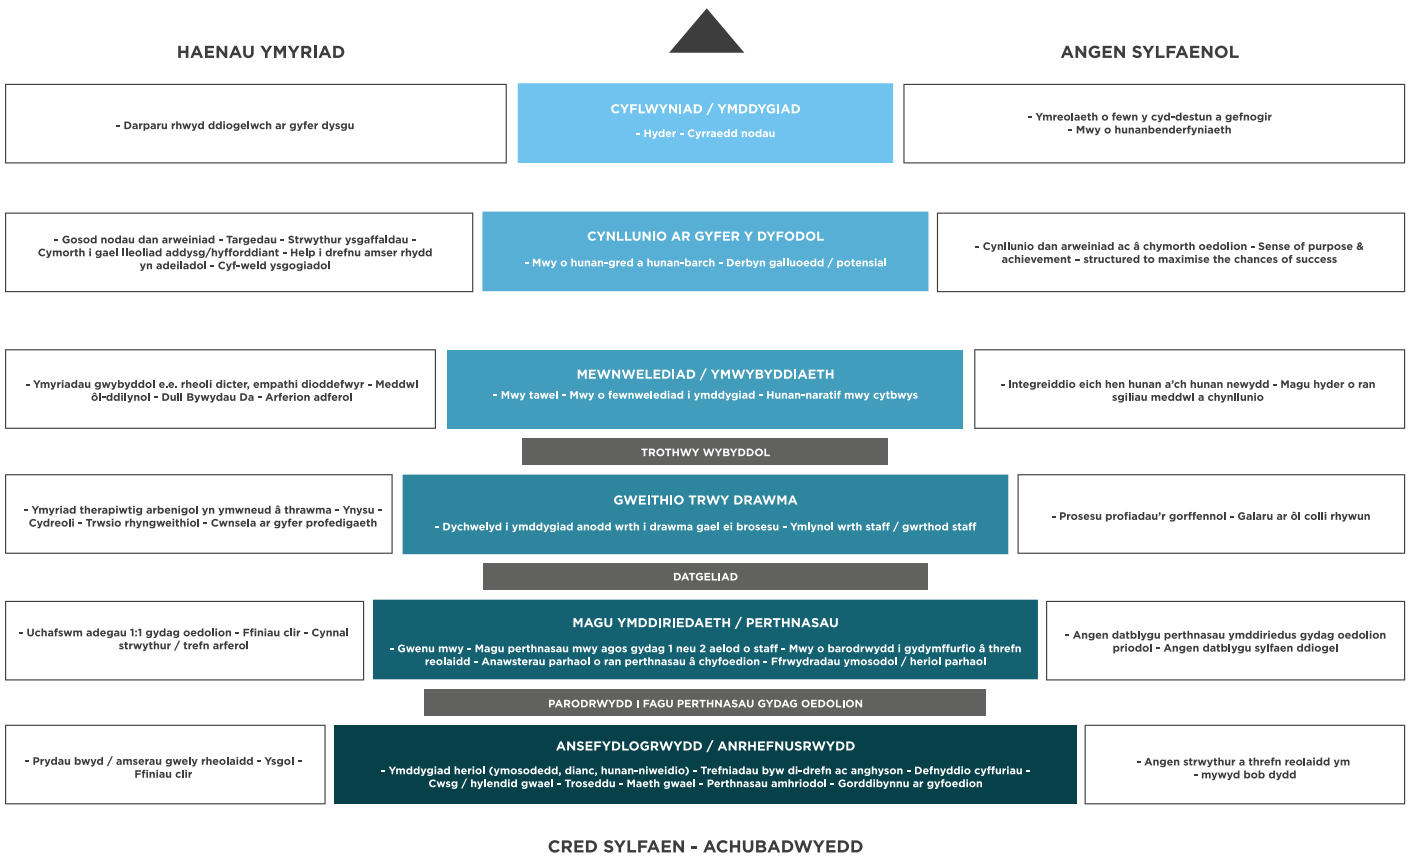 HAENAU YMYRIAD
ANGEN SYLFAENOL
- Darparu rhwyd ddiogelwch ar gyfer dysgu
CYFLWYNIAD / YMDDYGIAD
- Hyder - Cyrraedd nodau
- Ymreolaeth o fewn y cyd-destun a gefnogir
- Mwy o hunanbenderfyniaeth
- Gosod nodau dan arweiniad - Targedau - Strwythur ysgaffaldau -
Cymorth i gael lleoliad addysg/hyfforddiant - Help i drefnu amser rhydd
yn adeiladol - Cyf-weld ysgogiadol
CYNLLUNIO AR GYFER Y DYFODOL
- Mwy o hunan-gred a hunan-barch - Derbyn galluoedd / potensial
- Cynllunio dan arweiniad ac â chymorth oedolion - Sense of purpose &
achievement - structured to maximise the chances of success
- Ymyriadau gwybyddol e.e. rheoli dicter, empathi dioddefwyr - Meddwl
ôl-ddilynol - Dull Bywydau Da - Arferion adferol
MEWNWELEDIAD / YMWYBYDDIAETH
- Mwy tawel - Mwy o fewnwelediad i ymddygiad - Hunan-naratif mwy cytbwys
- Integreiddio eich hen hunan a'ch hunan newydd - Magu hyder o ran
sgiliau meddwl a chynllunio
TROTHWY WYBYDDOL
- Ymyriad therapiwtig arbenigol yn ymwneud â thrawma - Ynysu -
Cydreoli - Trwsio rhyngweithiol - Cwnsela ar gyfer profedigaeth
GWEITHIO TRWY DRAWMA
- Dychwelyd i ymddygiad anodd wrth i drawma gael ei brosesu - Ymlynol wrth staff / gwrthod staff
- Prosesu profiadau'r gorffennol - Galaru ar ôl colli rhywun
DATGELIAD
- Uchafswm adegau 1:1 gydag oedolion - Ffiniau clir - Cynnal
strwythur / trefn arferol
MAGU YMDDIRIEDAETH / PERTHNASAU
- Gwenu mwy - Magu perthnasau mwy agos gydag 1 neu 2 aelod o staff - Mwy o barodrwydd i gydymffurfio â threfn
reolaidd - Anawsterau parhaol o ran perthnasau â chyfoedion - Ffrwydradau ymosodol / heriol parhaol
- Angen datblygu perthnasau ymddiriedus gydag oedolion
priodol - Angen datblygu sylfaen ddiogel
PARODRWYDD I FAGU PERTHNASAU GYDAG OEDOLION
- Prydau bwyd / amserau gwely rheolaidd - Ysgol -
Ffiniau clir
ANSEFYDLOGRWYDD / ANRHEFNUSRWYDD
- Ymddygiad heriol (ymosodedd, dianc, hunan-niweidio) - Trefniadau byw di-drefn ac anghyson - Defnyddio cyffuriau -
Cwsg / hylendid gwael - Troseddu - Maeth gwael - Perthnasau amhriodol - Gorddibynnu ar gyfoedion
- Angen strwythur a threfn reolaidd ym
- mywyd bob dydd
CRED SYLFAEN - ACHUBADWYEDD